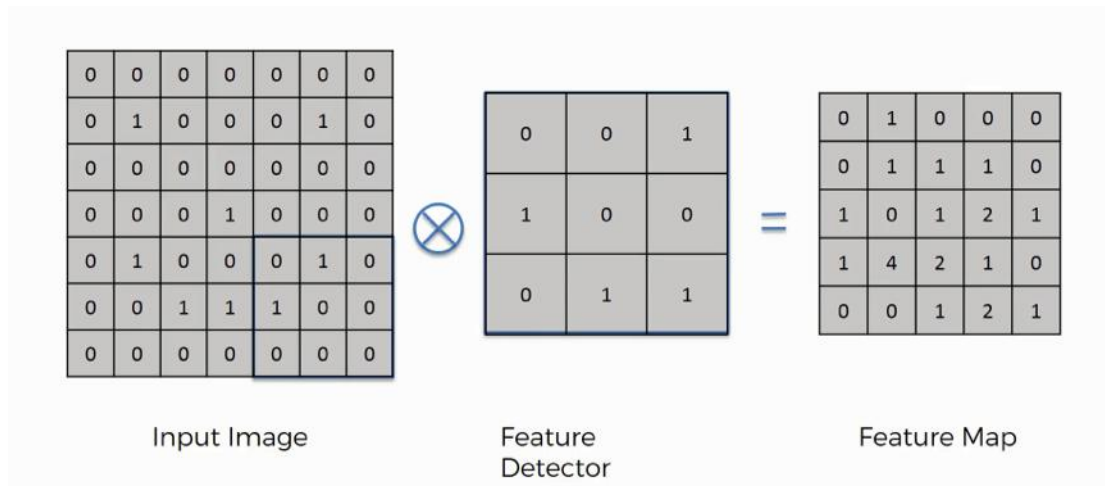 0 0 0 0 0 0 0
0 1 0 0 0 1 0
0 0 0 0 0 0 0
0 0 0 1 0 0 0
0 1 0 0 0 1 0
0 0 1 1 1 0 0
0 0 0 0 0 0 0
Input Image
0 0 1
1 0 0
0 1 1
Feature
Detector
=
0 1 0 0 0
0 1 1 1 0
1 0 1 2 1
1 4 2 1 0
0 0 1 2 1
Feature Map